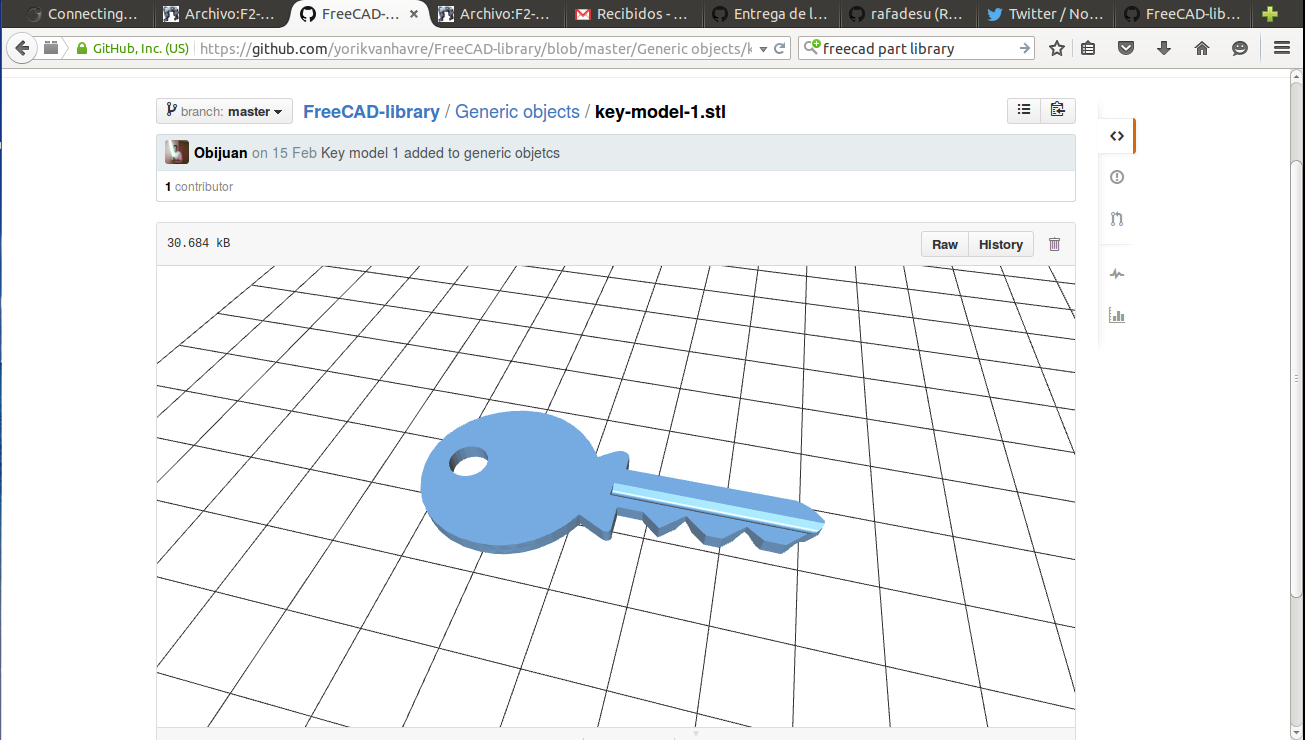 Connecting... Archivo:F2-... FreeCAD-... × Archivo:F2-... Recibidos - ... Entrega de l... rafadesu (R... Twitter / No... FreeCAD-lib...
GitHub, Inc. (US) https://github.com/yorikvanhavre/FreeCAD-library/blob/master/Generic objects/k freecad part library
branch: master FreeCAD-library / Generic objects / key-model-1.stl
Obijuan on 15 Feb Key model 1 added to generic objetcs
1 contributor
30.684 kB Raw History